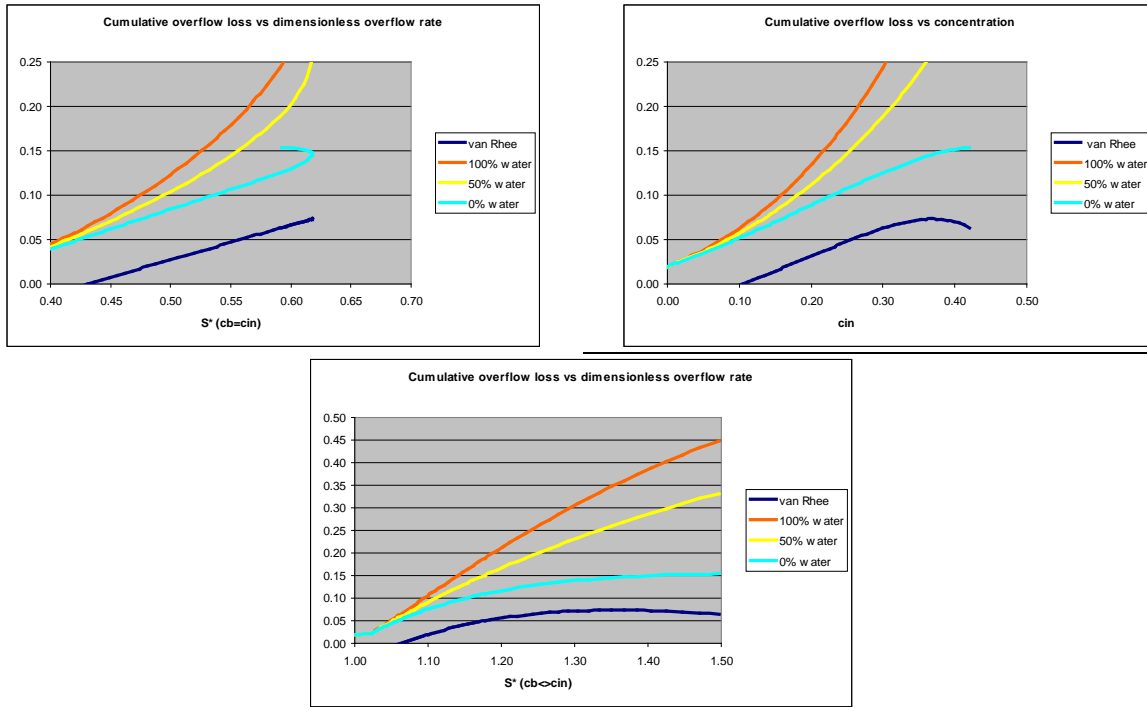 Cumulative overflow loss vs dimensionless overflow rate
0.25
0.20
0.15
0.10
0.05
0.00
0.40 0.45 0.50 0.55 0.60 0.65 0.70
S* (cb=cin)
van Rhee
100% water
50% water
0% water
Cumulative overflow loss vs concentration
0.25
0.20
0.15
0.10
0.05
0.00
0.00 0.10 0.20 0.30 0.40 0.50
cin
van Rhee
100% water
50% water
0% water
Cumulative overflow loss vs dimensionless overflow rate
0.50
0.45
0.40
0.35
0.30
0.25
0.20
0.15
0.10
0.05
0.00
1.00 1.10 1.20 1.30 1.40 1.50
S* (cb<>cin)
van Rhee
100% water
50% water
0% water